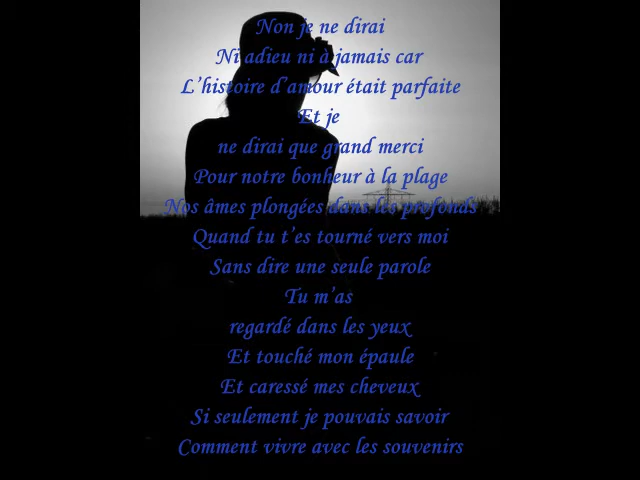 Non je ne dirai
Ni adieu ni à jamais car
L'histoire d'amour était parfaite
Et je
ne dirai que grand merci
Pour notre bonheur à la plage
Nos âmes plongées dans les profonds
Quand tu t'es tourné vers moi
Sans dire une seule parole
Tu m'as
regardé dans les yeux
Et touché mon épaule
Et caressé mes cheveux
Si seulement je pouvais savoir
Comment vivre avec les souvenirs